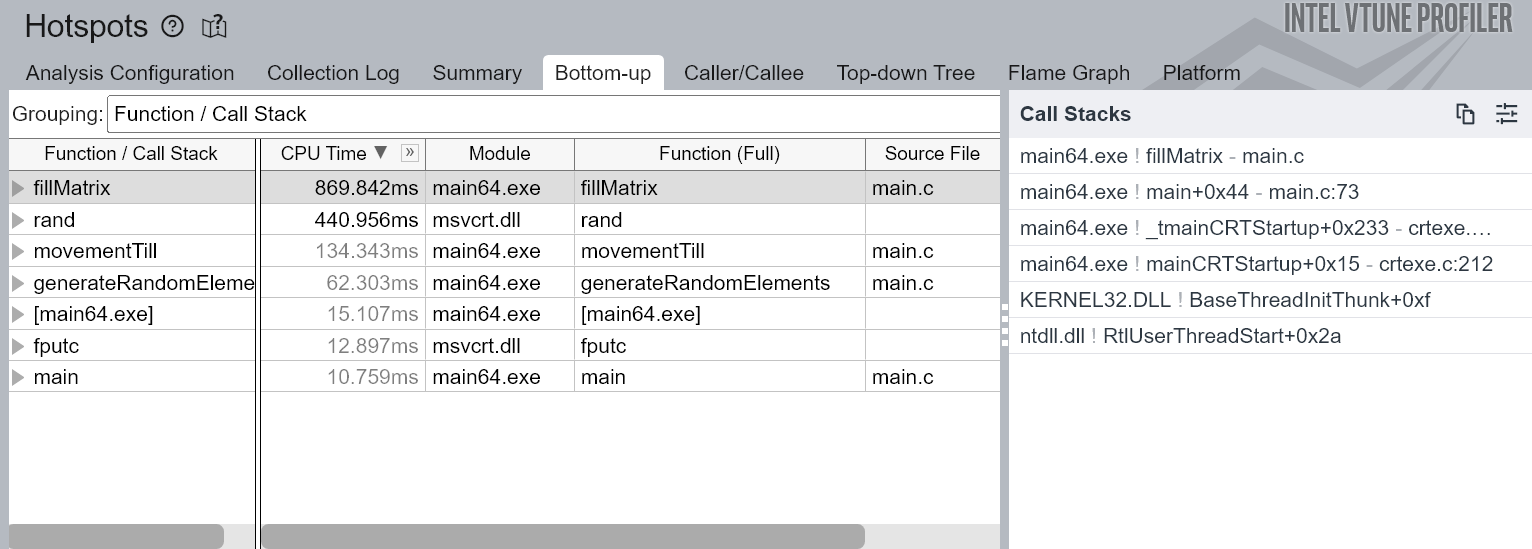 Hotspots
INTEL VTUNE PROFILER
Analysis Configuration Collection Log Summary Bottom-up Caller/Callee Top-down Tree Flame Graph Platform
Grouping: Function / Call Stack
Function / Call Stack CPU Time Module Function (Full) Source File
fillMatrix 869.842ms main64.exe fillMatrix main.c
rand 440.956ms msvcrt.dll rand
movementTill 134.343ms main64.exe movementTill main.c
generateRandomEleme 62.303ms main64.exe generateRandomElements main.c
[main64.exe] 15.107ms main64.exe [main64.exe]
fputc 12.897ms msvcrt.dll fputc
main 10.759ms main64.exe main main.c
Call Stacks
main64.exe ! fillMatrix - main.c
main64.exe ! main+0x44 - main.c:73
main64.exe ! _tmainCRTStartup+0x233 - crtexe....
main64.exe ! mainCRTStartup+0x15 - crtexe.c:212
KERNEL32.DLL ! BaseThreadInitThunk+0xf
ntdll.dll ! RtlUserThreadStart+0x2a